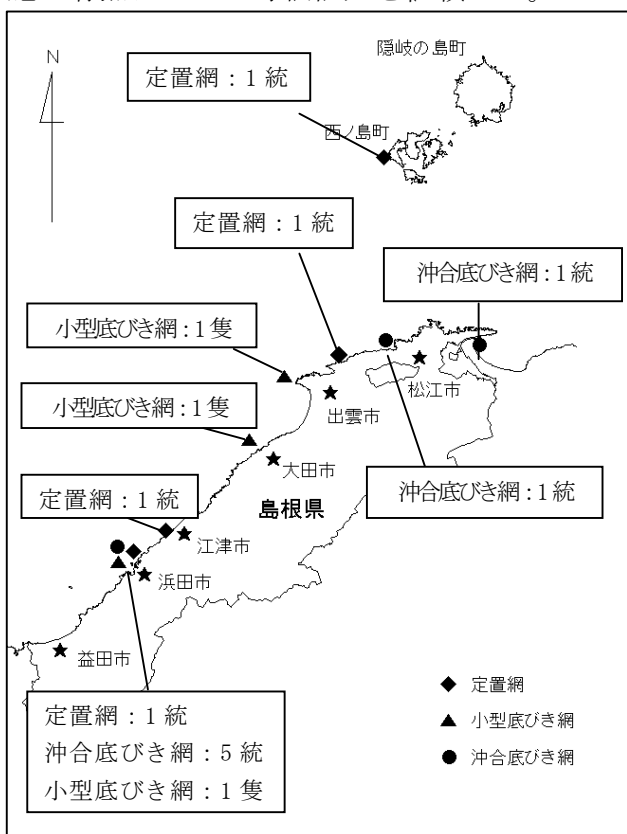 隠岐の島町
N
定置網：1 統
西ノ島町
定置網：1 統
沖合底びき網：1 統
小型底びき網：1 隻
松江市
出雲市
小型底びき網：1 隻
大田市
沖合底びき網：1 統
定置網：1 統
島根県
江津市
浜田市
益田市
定置網：1 統
沖合底びき網：5 統
小型底びき網：1 隻
定置網
小型底びき網
沖合底びき網